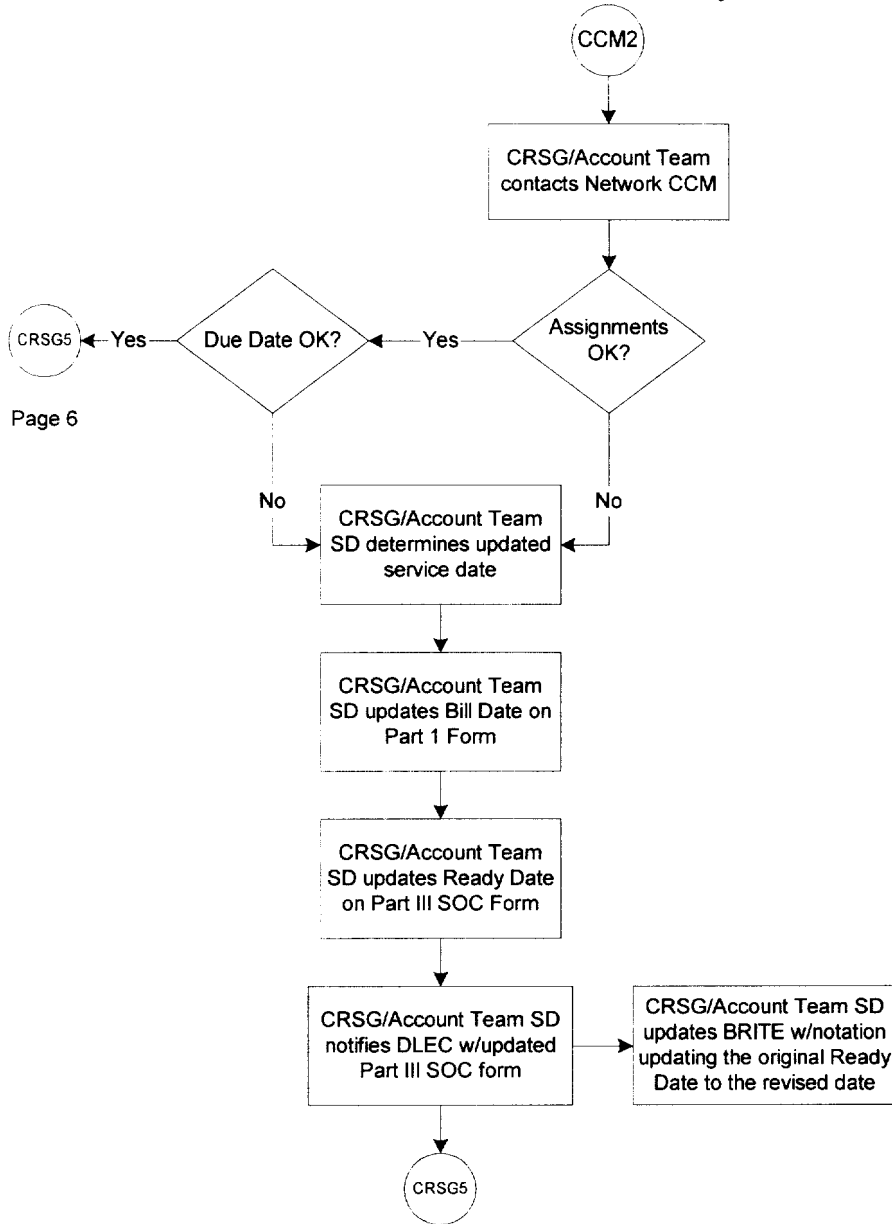 CCM2
CRSG/Account Team
contacts Network CCM
Assignments
OK?
Yes
Due Date OK?
Yes
CRSG5
Page 6
No
No
CRSG/Account Team
SD determines updated
service date
CRSG/Account Team
SD updates Bill Date on
Part 1 Form
CRSG/Account Team
SD updates Ready Date
on Part III SOC Form
CRSG/Account Team SD
notifies DLEC w/updated
Part III SOC form
CRSG/Account Team SD
updates BRITE w/notation
updating the original Ready
Date to the revised date
CRSG5